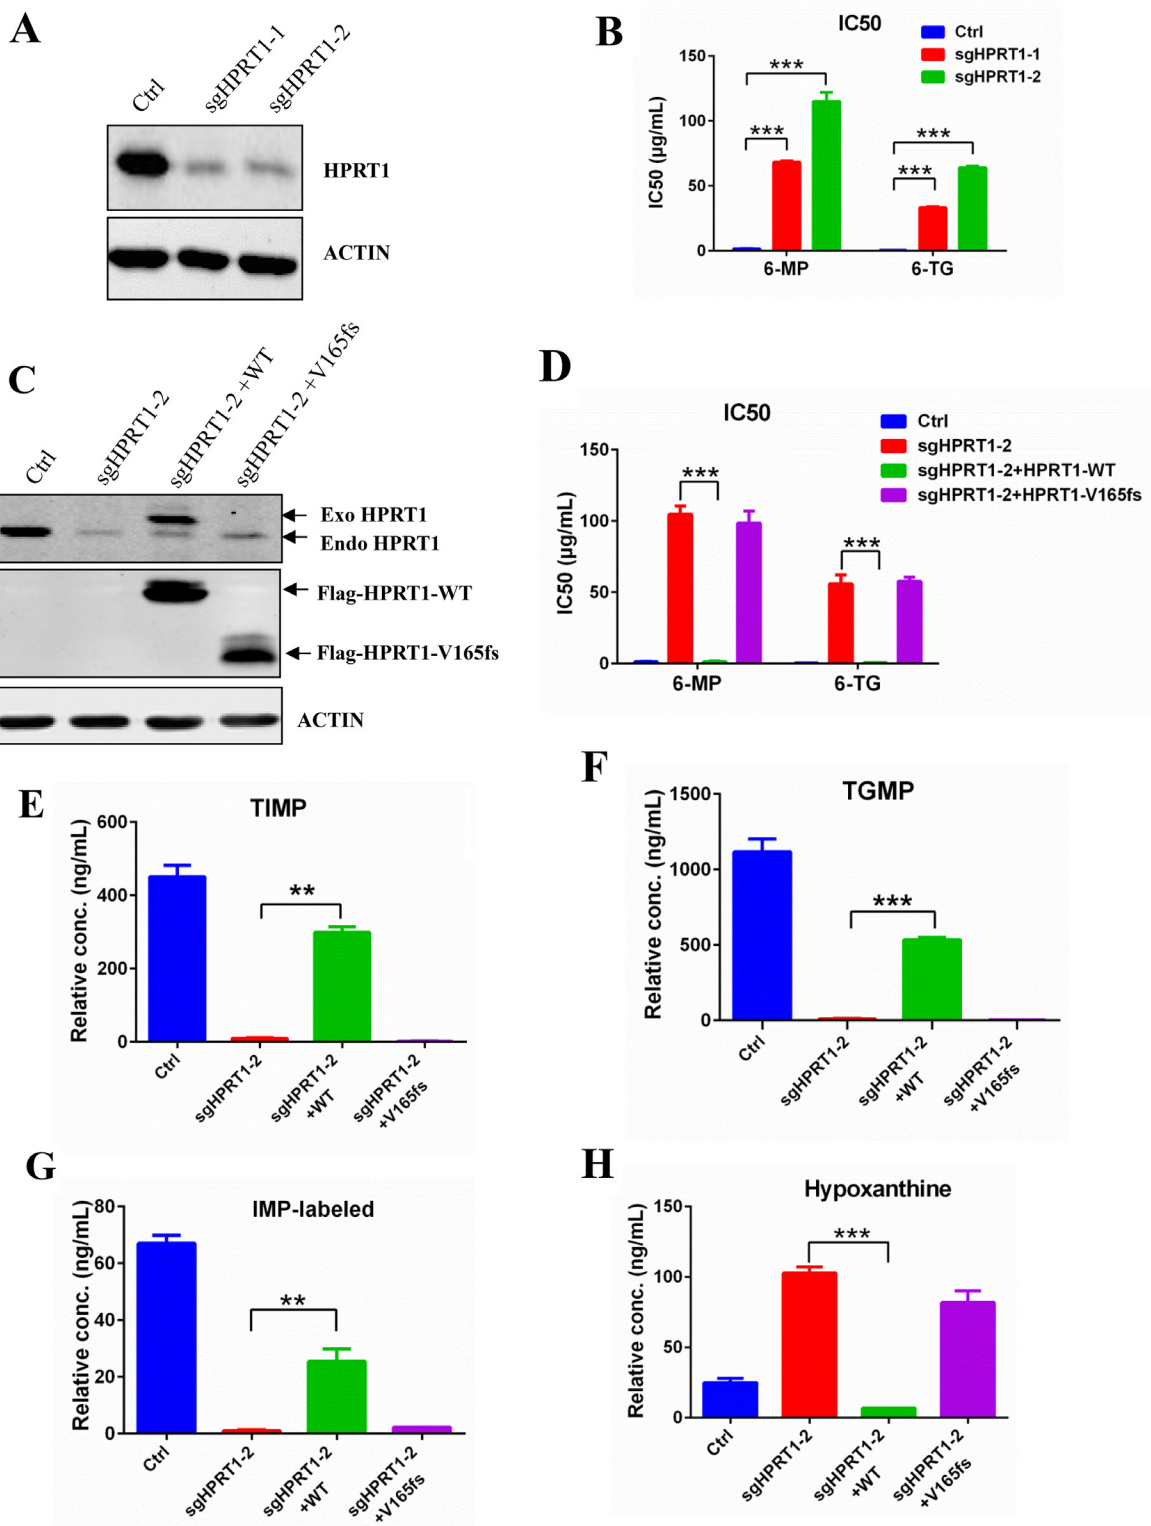 A
Ctrl
sgHPRT1-1
sgHPRT1-2
HPRT1
ACTIN
B
IC50
Ctrl
sgHPRT1-1
sgHPRT1-2
IC50 (µg/mL)
150
100
50
0
***
***
***
***
6-MP
6-TG
C
Ctrl
sgHPRT1-2
sgHPRT1-2 +WT
sgHPRT1-2 +V165fs
Exo HPRT1
Endo HPRT1
Flag-HPRT1-WT
Flag-HPRT1-V165fs
ACTIN
D
IC50
Ctrl
sgHPRT1-2
sgHPRT1-2+HPRT1-WT
sgHPRT1-2+HPRT1-V165fs
IC50 (µg/mL)
150
100
50
0
***
***
6-MP
6-TG
E
TIMP
Relative conc. (ng/mL)
600
400
200
0
**
Ctrl
sgHPRT1-2
sgHPRT1-2
+WT
sgHPRT1-2
+V165fs
F
TGMP
Relative conc. (ng/mL)
1500
1000
500
0
***
Ctrl
sgHPRT1-2
sgHPRT1-2
+WT
sgHPRT1-2
+V165fs
G
IMP-labeled
Relative conc. (ng/mL)
80
60
40
20
0
**
Ctrl
sgHPRT1-2
sgHPRT1-2
+WT
sgHPRT1-2
+V165fs
H
Hypoxanthine
Relative conc. (ng/mL)
150
100
50
0
***
Ctrl
sgHPRT1-2
sgHPRT1-2
+WT
sgHPRT1-2
+V165fs